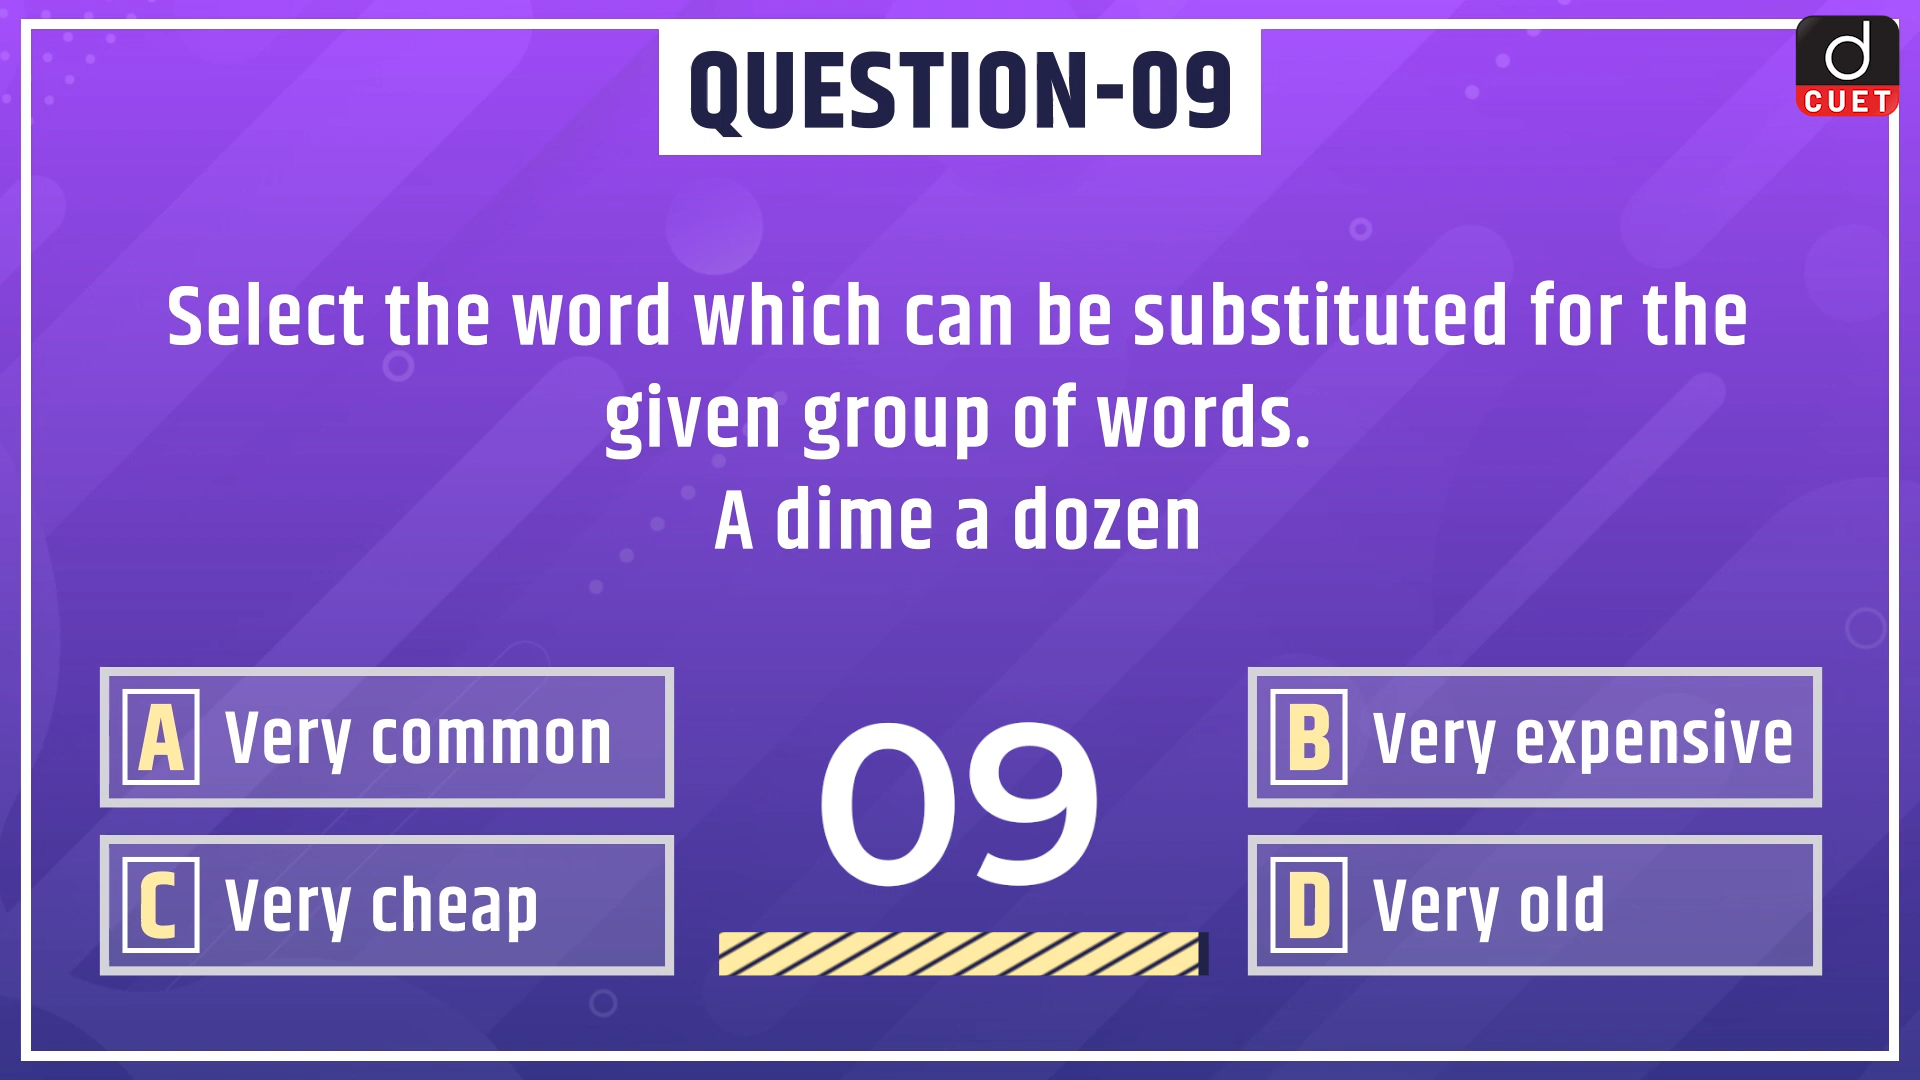 QUESTION-09
d
CUET
Select the word which can be substituted for the
given group of words.
A dime a dozen
A Very common
B Very expensive
09
C Very cheap
D Very old